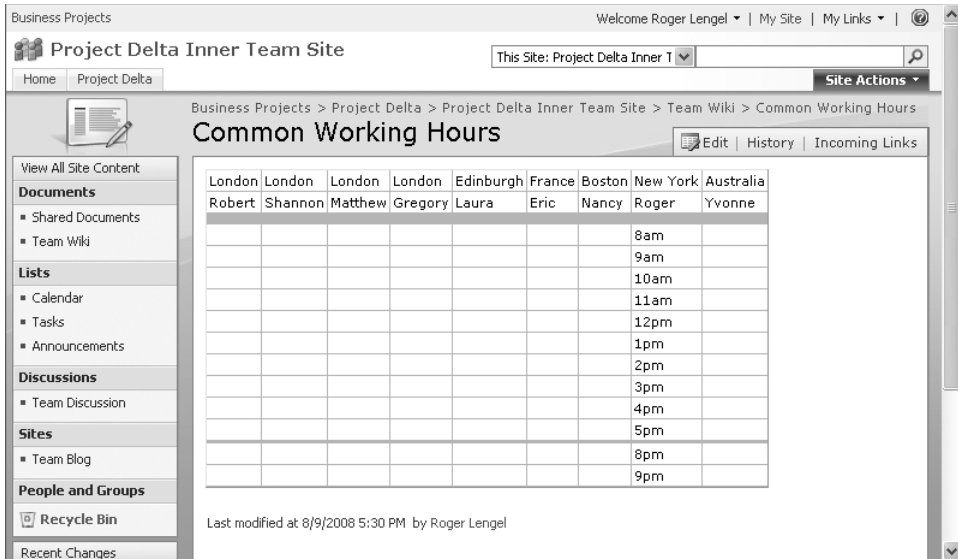 Business Projects
Welcome Roger Lengel | My Site | My Links |
Project Delta Inner Team Site
This Site: Project Delta Inner T
Home Project Delta
Site Actions
Business Projects > Project Delta > Project Delta Inner Team Site > Team Wiki > Common Working Hours
Common Working Hours
Edit | History | Incoming Links
View All Site Content
Documents
Shared Documents
Team Wiki
Lists
Calendar
Tasks
Announcements
Discussions
Team Discussion
Sites
Team Blog
People and Groups
Recycle Bin
Recent Changes
London London London London Edinburgh France Boston New York Australia
Robert Shannon Matthew Gregory Laura Eric Nancy Roger Yvonne
8am
9am
10am
11am
12pm
1pm
2pm
3pm
4pm
5pm
8pm
9pm
Last modified at 8/9/2008 5:30 PM by Roger Lengel